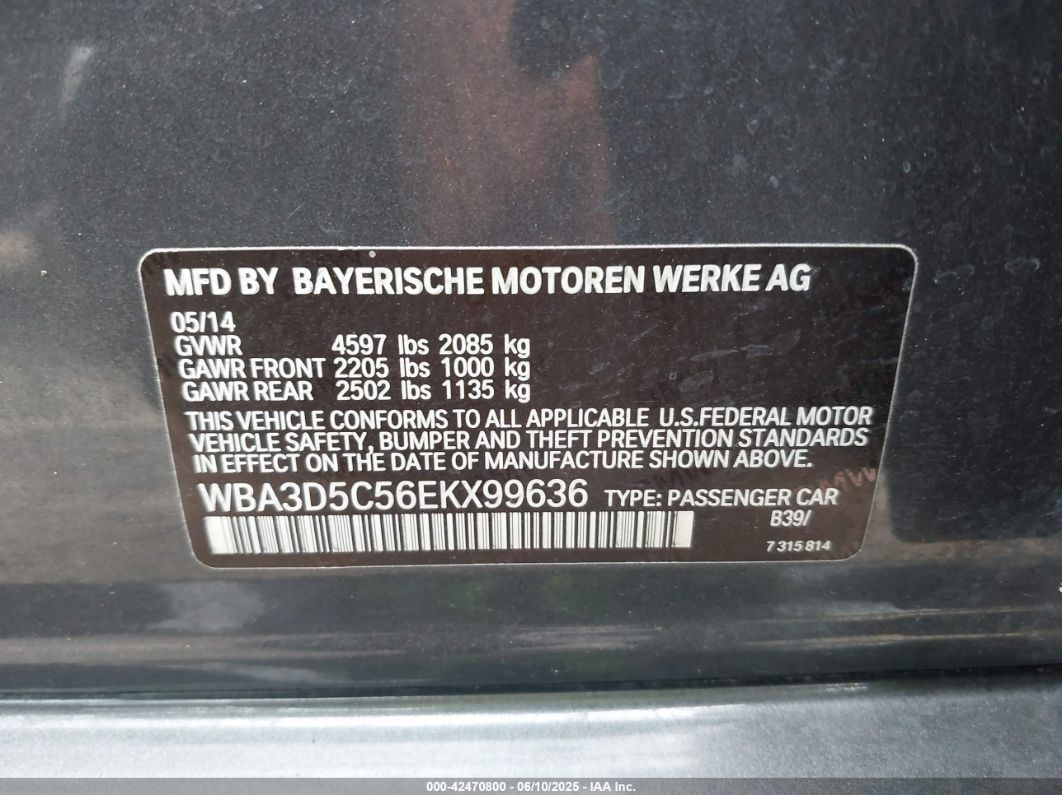 MFD BY BAYERISCHE MOTOREN WERKE AG
05/14
GVWR 4597 lbs 2085 kg
GAWR FRONT 2205 lbs 1000 kg
GAWR REAR 2502 lbs 1135 kg
THIS VEHICLE CONFORMS TO ALL APPLICABLE U.S.FEDERAL MOTOR
VEHICLE SAFETY, BUMPER AND THEFT PREVENTION STANDARDS
IN EFFECT ON THE DATE OF MANUFACTURE SHOWN ABOVE.
WBA3D5C56EKX99636 TYPE: PASSENGER CAR
B39/
7 315 814
000-42470800 - 06/10/2025 - IAA Inc.